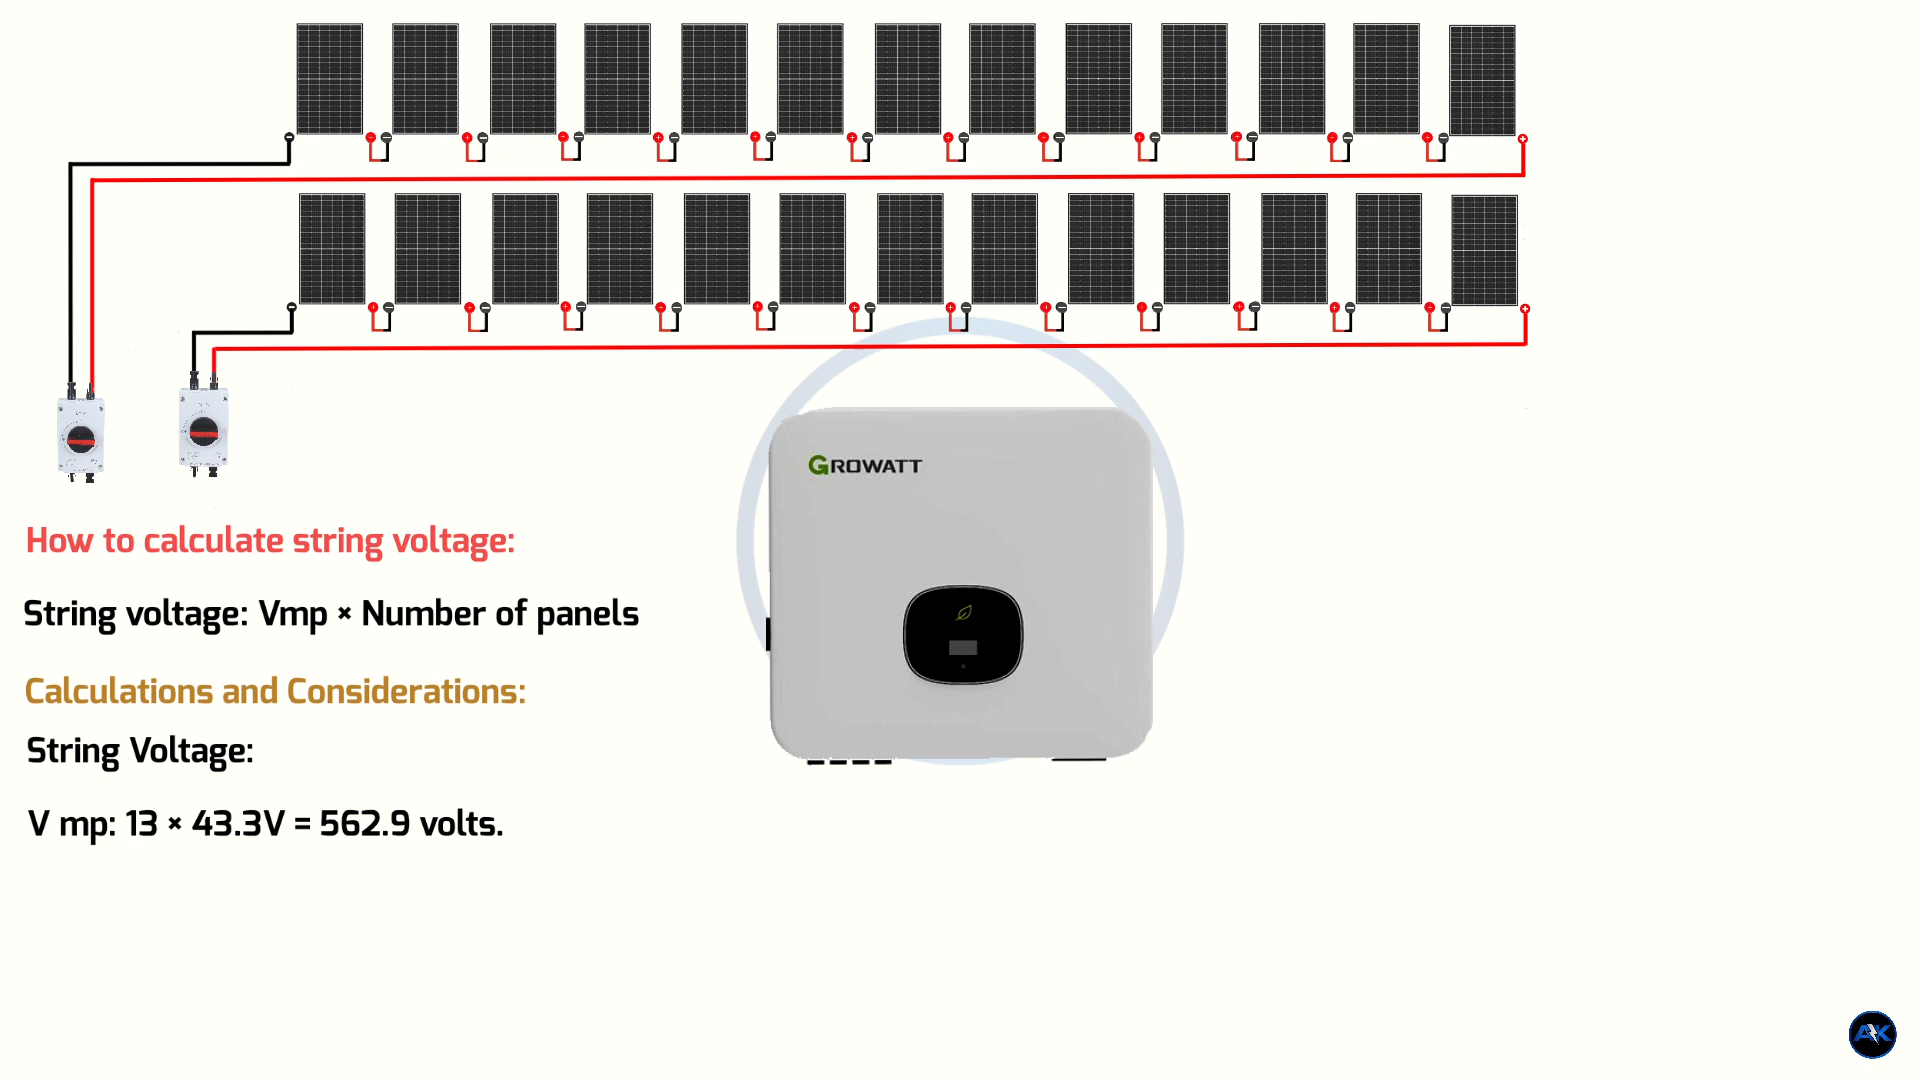 GROWATT
How to calculate string voltage:
String voltage: Vmp × Number of panels
Calculations and Considerations:
String Voltage:
V mp: 13 × 43.3V = 562.9 volts.
AK